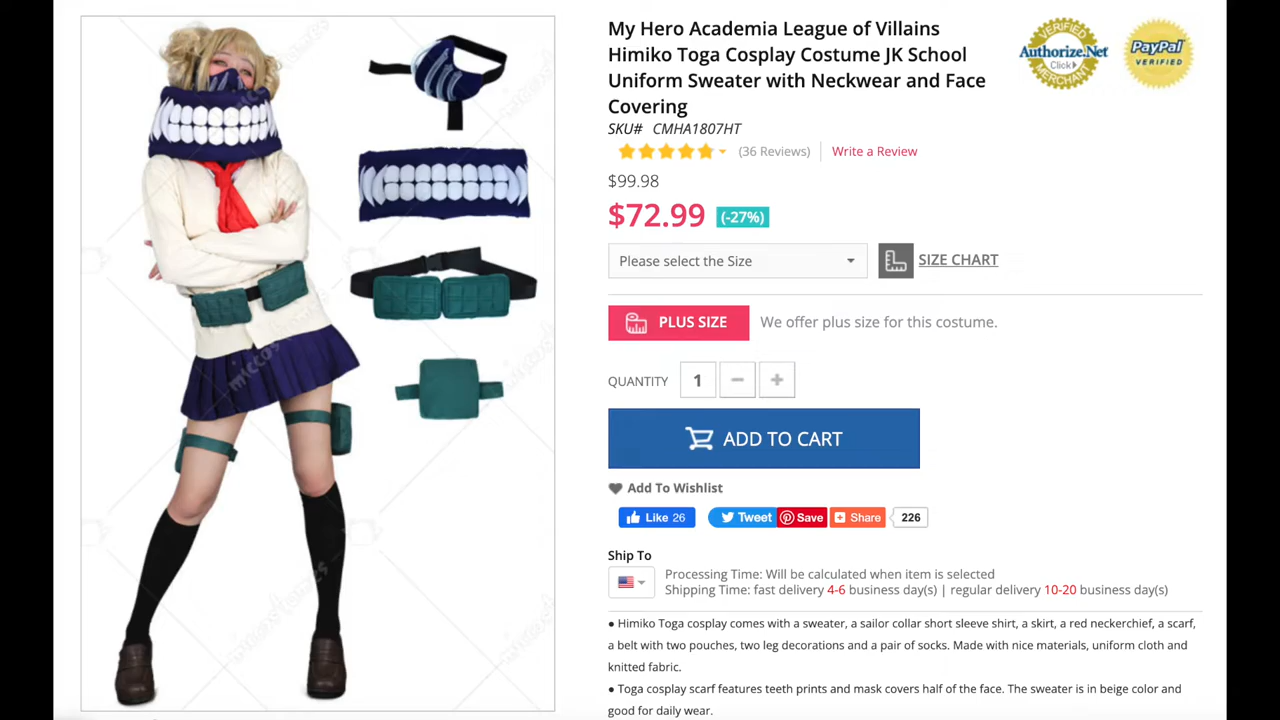 My Hero Academia League of Villains
Himiko Toga Cosplay Costume JK School
Uniform Sweater with Neckwear and Face
Covering
VERIFIED
Authorize.Net
Click
MERCHANT
PayPal
VERIFIED
SKU# CMHA1807HT
(36 Reviews)
Write a Review
$99.98
$72.99 (-27%)
Please select the Size
SIZE CHART
PLUS SIZE
We offer plus size for this costume.
QUANTITY 1 − +
ADD TO CART
Add To Wishlist
Like 26
Tweet
Save
Share
226
Ship To
Processing Time: Will be calculated when item is selected
Shipping Time: fast delivery 4-6 business day(s) | regular delivery 10-20 business day(s)
● Himiko Toga cosplay comes with a sweater, a sailor collar short sleeve shirt, a skirt, a red neckerchief, a scarf,
a belt with two pouches, two leg decorations and a pair of socks. Made with nice materials, uniform cloth and
knitted fabric.
● Toga cosplay scarf features teeth prints and mask covers half of the face. The sweater is in beige color and
good for daily wear.